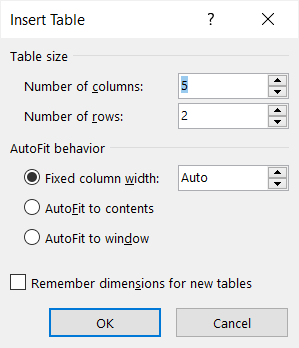 Insert Table ?
Table size
Number of columns: 5
Number of rows: 2
AutoFit behavior
Fixed column width: Auto
AutoFit to contents
AutoFit to window
Remember dimensions for new tables
OK Cancel